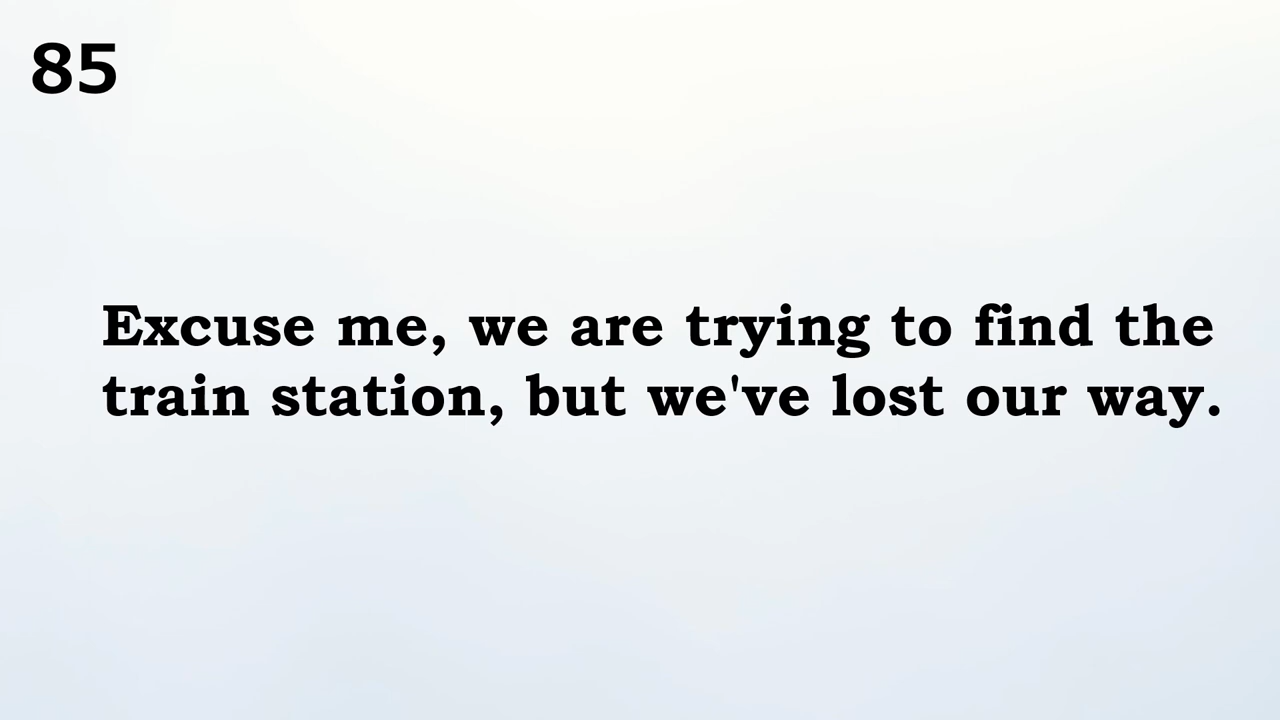 85
Excuse me, we are trying to find the
train station, but we've lost our way.